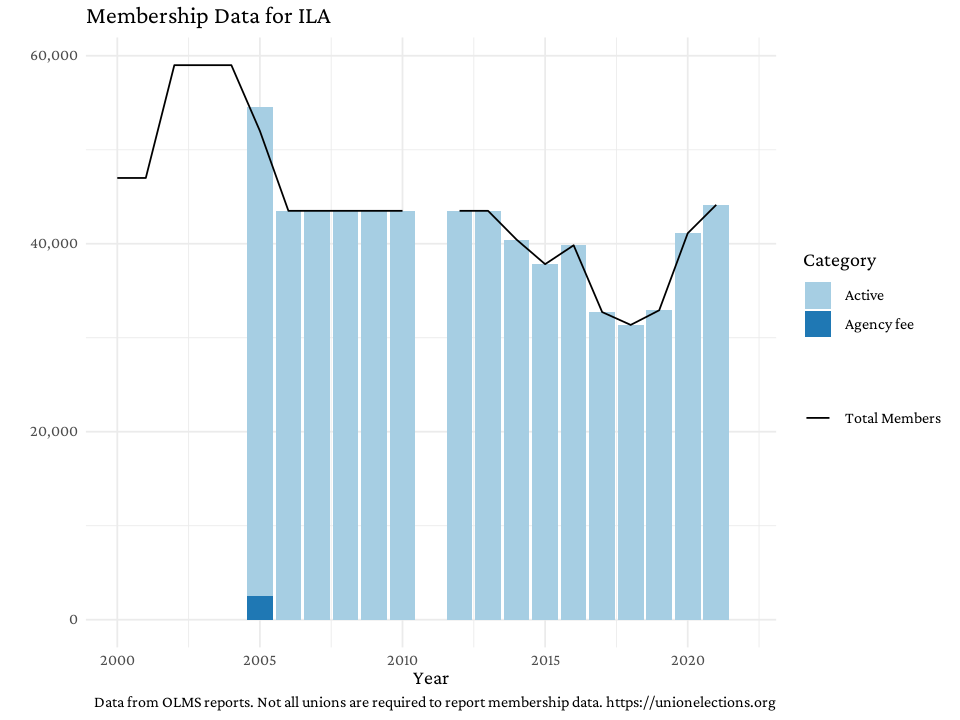 Membership Data for ILA
60,000
40,000
20,000
0
2000 2005 2010 2015 2020
Year
Category
Active
Agency fee
Total Members
Data from OLMS reports. Not all unions are required to report membership data. https://unionelections.org